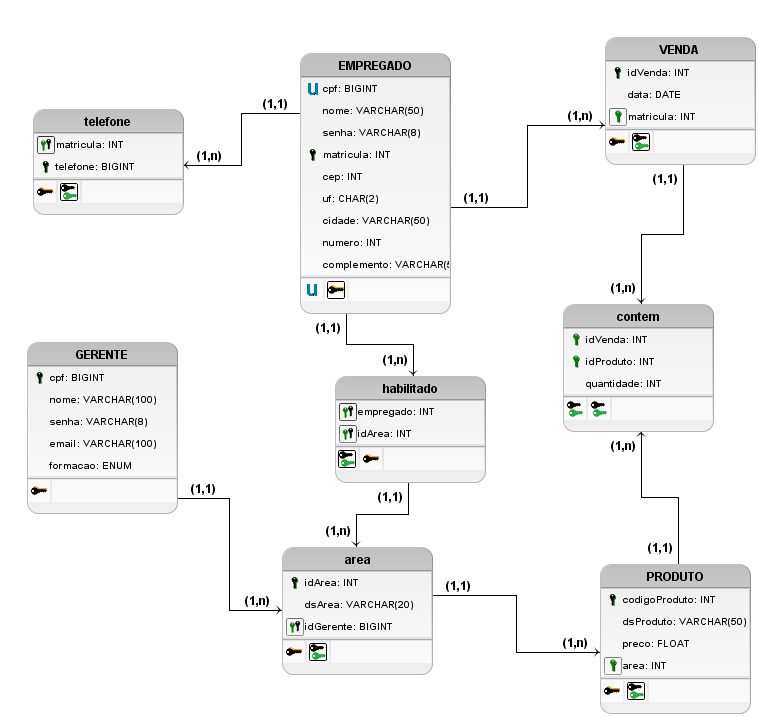 EMPREGADO
cpf: BIGINT
nome: VARCHAR(50)
senha: VARCHAR(8)
matricula: INT
cep: INT
uf: CHAR(2)
cidade: VARCHAR(50)
numero: INT
complemento: VARCHAR(
VENDA
idVenda: INT
data: DATE
matricula: INT
telefone
matricula: INT
telefone: BIGINT
(1,1)
(1,n)
(1,n)
(1,1)
(1,1)
(1,n)
contem
idVenda: INT
idProduto: INT
quantidade: INT
(1,1)
(1,n)
GERENTE
cpf: BIGINT
nome: VARCHAR(100)
senha: VARCHAR(8)
email: VARCHAR(100)
formacao: ENUM
habilitado
empregado: INT
idArea: INT
(1,n)
(1,1)
(1,1)
(1,n)
(1,n)
area
idArea: INT
dsArea: VARCHAR(20)
idGerente: BIGINT
(1,1)
(1,n)
(1,1)
PRODUTO
codigoProduto: INT
dsProduto: VARCHAR(50)
preco: FLOAT
area: INT